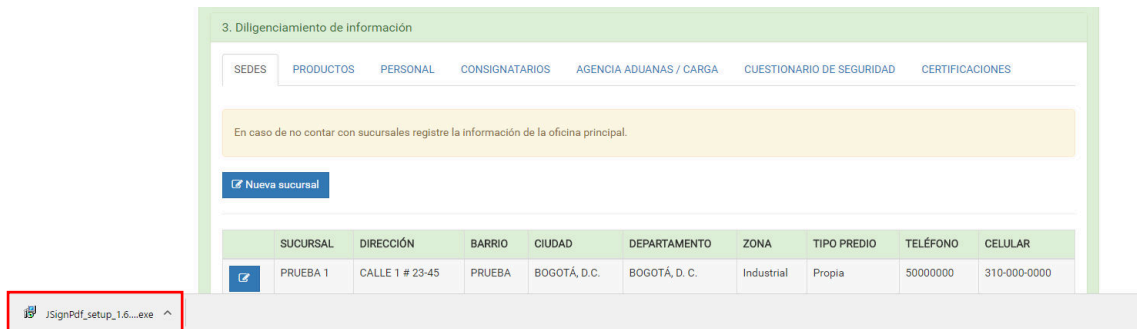 3. Diligenciamiento de información
SEDES PRODUCTOS PERSONAL CONSIGNATARIOS AGENCIA ADUANAS / CARGA CUESTIONARIO DE SEGURIDAD CERTIFICACIONES
En caso de no contar con sucursales registre la información de la oficina principal.
Nueva sucursal
SUCURSAL DIRECCIÓN BARRIO CIUDAD DEPARTAMENTO ZONA TIPO PREDIO TELÉFONO CELULAR
PRUEBA 1 CALLE 1 # 23-45 PRUEBA BOGOTÁ, D.C. BOGOTÁ, D. C. Industrial Propia 50000000 310-000-0000
JSignPdf_setup_1.6....exe